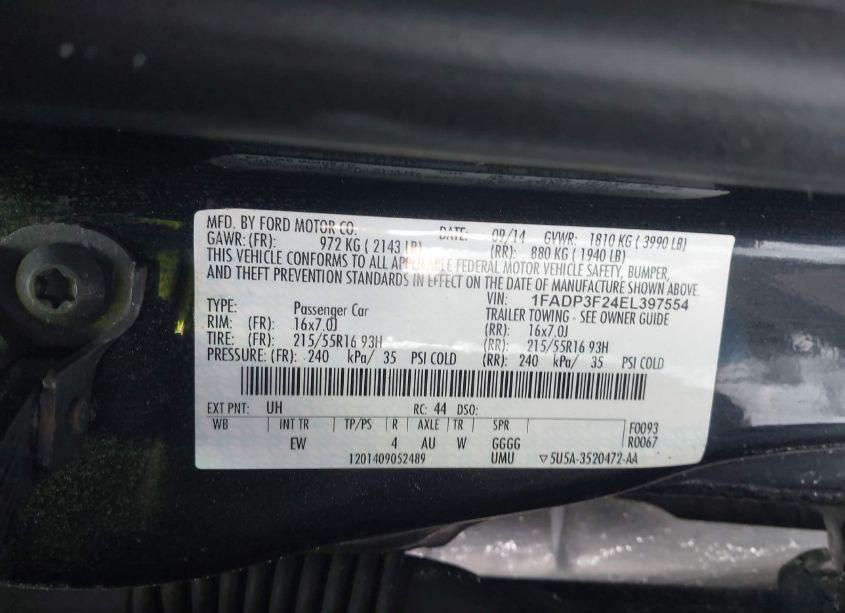 MFD. BY FORD MOTOR CO. DATE: 09/14 GVWR: 1810 KG ( 3990 LB)
GAWR: (FR): 972 KG ( 2143 LB) (RR): 880 KG ( 1940 LB)
THIS VEHICLE CONFORMS TO ALL APPLICABLE FEDERAL MOTOR VEHICLE SAFETY, BUMPER,
AND THEFT PREVENTION STANDARDS IN EFFECT ON THE DATE OF MANUFACTURE SHOWN ABOVE.
VIN: 1FADP3F24EL397554
TYPE: Passenger Car TRAILER TOWING - SEE OWNER GUIDE
RIM: (FR): 16x7.0J (RR): 16x7.0J
TIRE: (FR): 215/55R16 93H (RR): 215/55R16 93H
PRESSURE: (FR): 240 kPa/ 35 PSI COLD (RR): 240 kPa/ 35 PSI COLD
EXT PNT: UH RC: 44 DSO:
WB INT TR TP/PS R AXLE TR SPR F0093
EW 4 AU W GGGG R0067
1201409052489 UMU ▽5U5A-3520472-AA